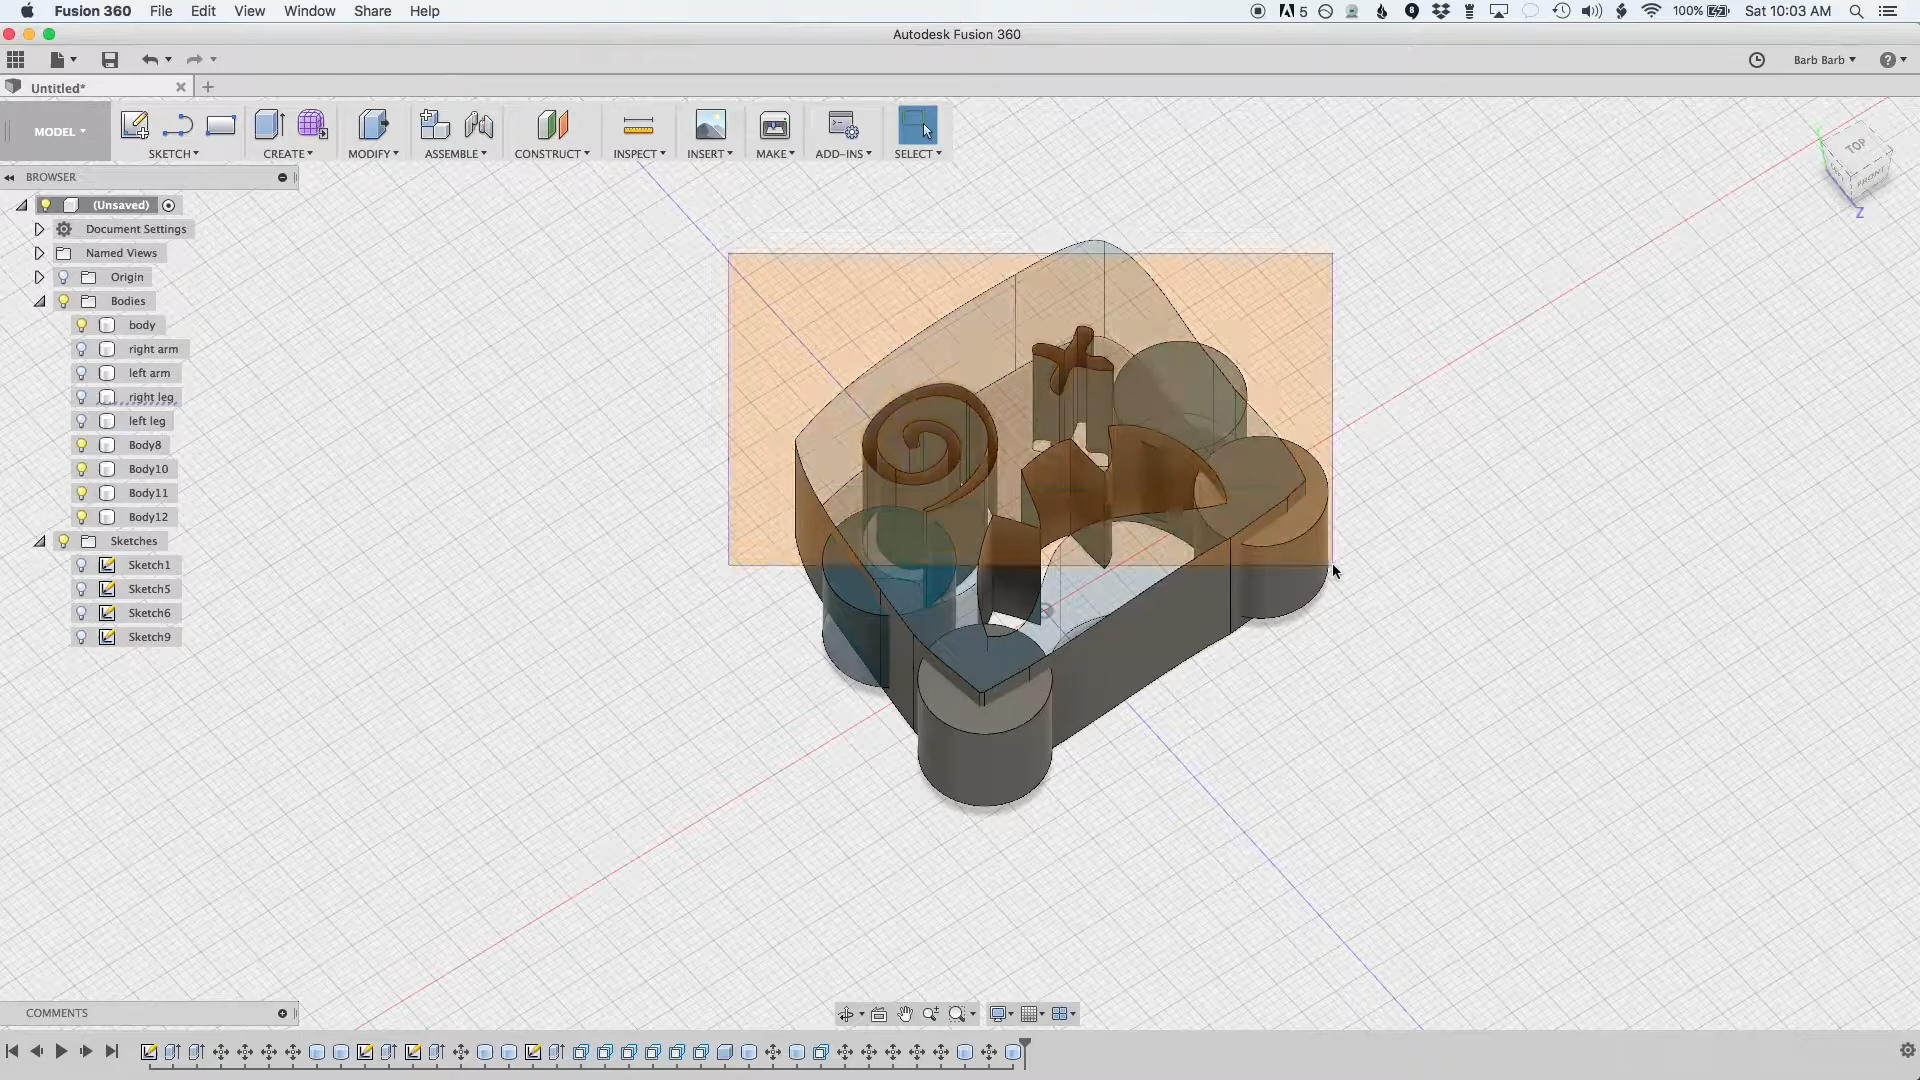 Fusion 360 File Edit View Window Share Help 5 8 100% Sat 10:03 AM
Autodesk Fusion 360
Barb Barb ?
Untitled* +
MODEL SKETCH CREATE MODIFY ASSEMBLE CONSTRUCT INSPECT INSERT MAKE ADD-INS SELECT
TOP
FRONT
Z
BROWSER
(Unsaved)
Document Settings
Named Views
Origin
Bodies
body
right arm
left arm
right leg
left leg
Body8
Body10
Body11
Body12
Sketches
Sketch1
Sketch5
Sketch6
Sketch9
COMMENTS